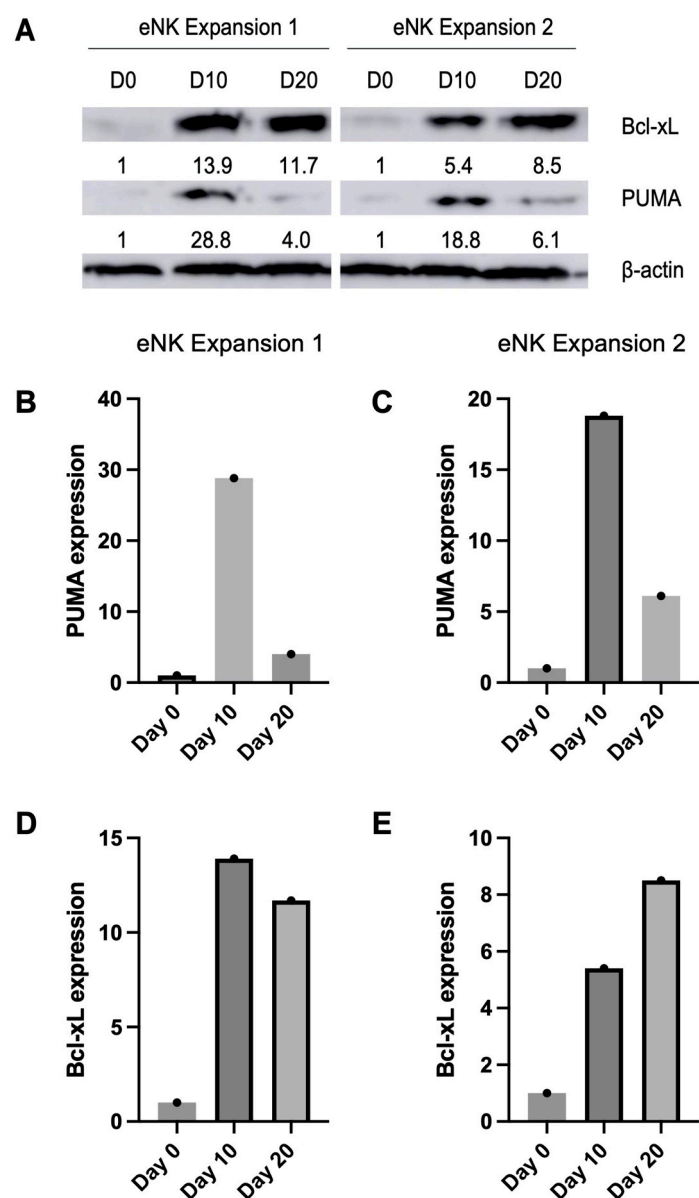 A
eNK Expansion 1 eNK Expansion 2
D0 D10 D20 D0 D10 D20
Bcl-xL
1 13.9 11.7 1 5.4 8.5
PUMA
1 28.8 4.0 1 18.8 6.1
β-actin
eNK Expansion 1 eNK Expansion 2
B
PUMA expression
40
30
20
10
0
Day 0 Day 10 Day 20
C
PUMA expression
20
15
10
5
0
Day 0 Day 10 Day 20
D
Bcl-xL expression
15
10
5
0
Day 0 Day 10 Day 20
E
Bcl-xL expression
10
8
6
4
2
0
Day 0 Day 10 Day 20